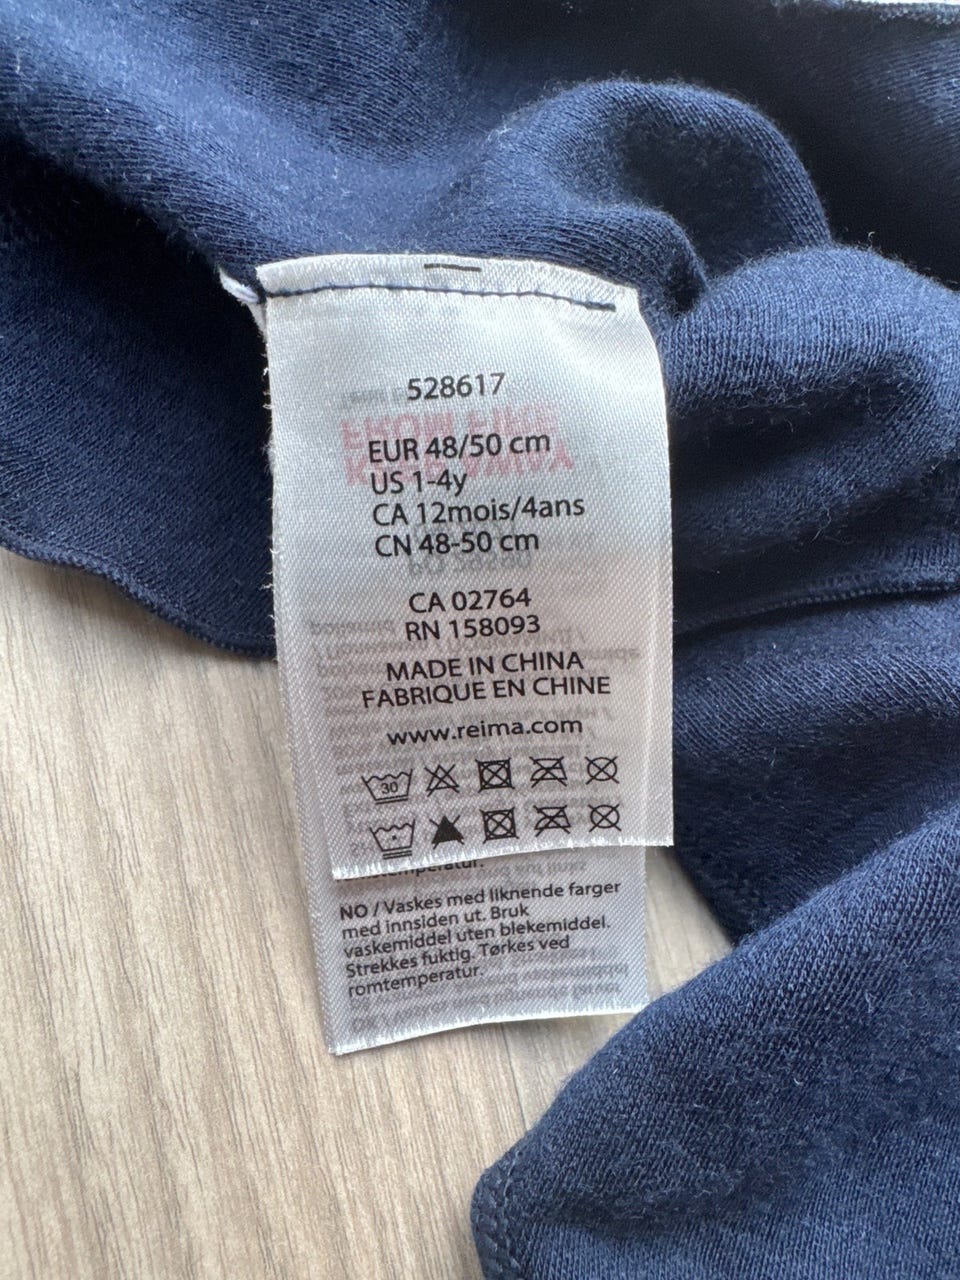 528617
EUR 48/50 cm
US 1-4y
CA 12mois/4ans
CN 48-50 cm
CA 02764
RN 158093
MADE IN CHINA
FABRIQUE EN CHINE
www.reima.com
30
NO / Vaskes med liknende farger
med innsiden ut. Bruk
vaskemiddel uten blekemiddel.
Strekkes fuktig. Tørkes ved
romtemperatur.